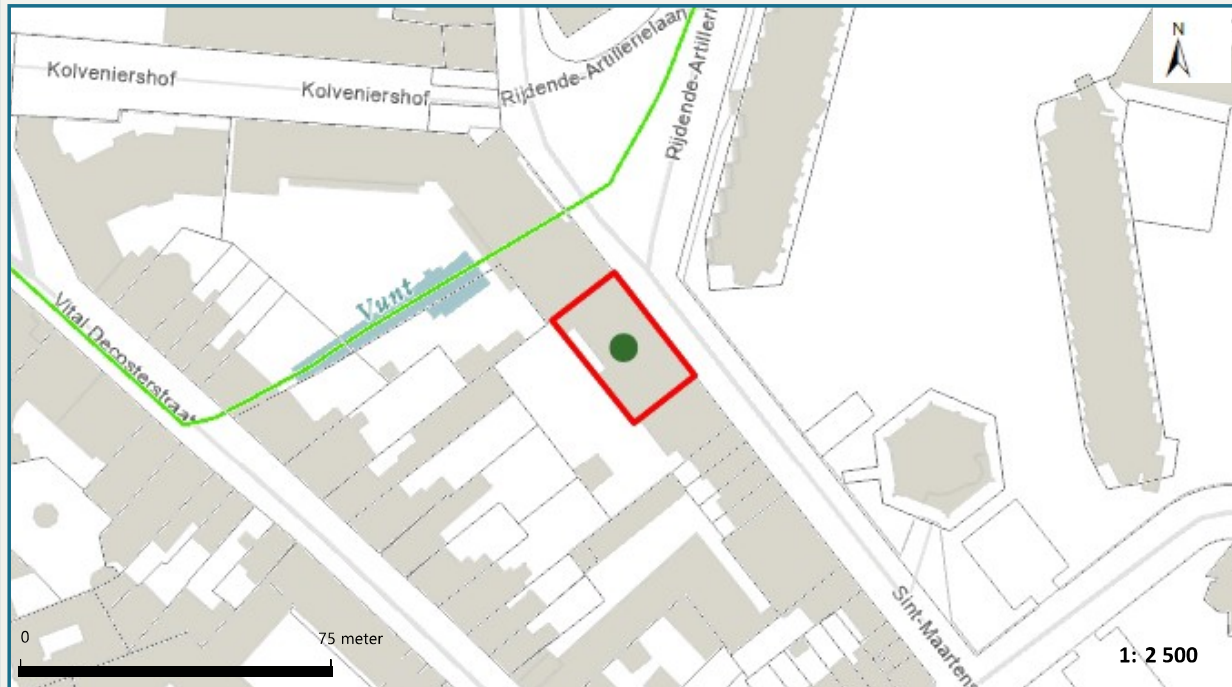 N
Kolveniershof
Kolveniershof
Rijdende-Artillerielaan
Rijdende-Artilleri
Vunt
Vital Decosterstraat
Sint-Maartens
0
75 meter
1: 2 500